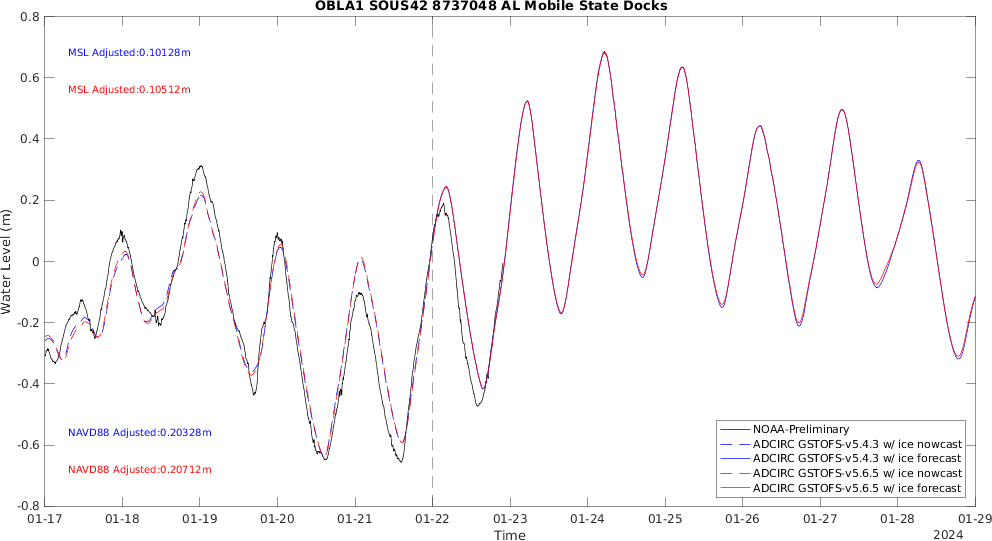 OBLA1 SOUS42 8737048 AL Mobile State Docks
0.8
0.6
0.4
0.2
0
-0.2
-0.4
-0.6
-0.8
Water Level (m)
MSL Adjusted:0.10128m
MSL Adjusted:0.10512m
NAVD88 Adjusted:0.20328m
NAVD88 Adjusted:0.20712m
NOAA-Preliminary
ADCIRC GSTOFS-v5.4.3 w/ ice nowcast
ADCIRC GSTOFS-v5.4.3 w/ ice forecast
ADCIRC GSTOFS-v5.6.5 w/ ice nowcast
ADCIRC GSTOFS-v5.6.5 w/ ice forecast
01-17 01-18 01-19 01-20 01-21 01-22 01-23 01-24 01-25 01-26 01-27 01-28 01-29
Time
2024